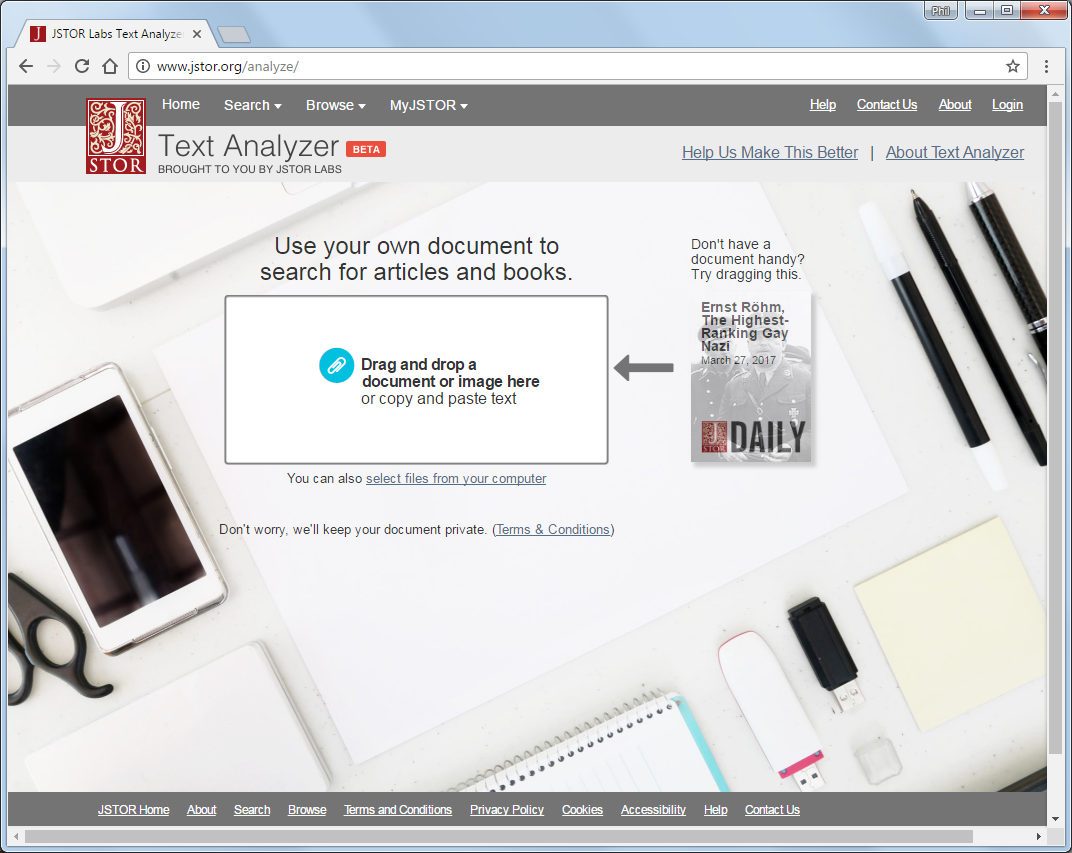 Phil
JSTOR Labs Text Analyze
www.jstor.org/analyze/
Home Search Browse MyJSTOR Help Contact Us About Login
J
STOR
Text Analyzer BETA
BROUGHT TO YOU BY JSTOR LABS
Help Us Make This Better | About Text Analyzer
Use your own document to
search for articles and books.
Drag and drop a
document or image here
or copy and paste text
You can also select files from your computer
Don't worry, we'll keep your document private. (Terms & Conditions)
Don't have a
document handy?
Try dragging this.
Ernst Röhm,
The Highest-
Ranking Gay
Nazi
March 27, 2017
J
STOR
DAILY
JSTOR Home About Search Browse Terms and Conditions Privacy Policy Cookies Accessibility Help Contact Us